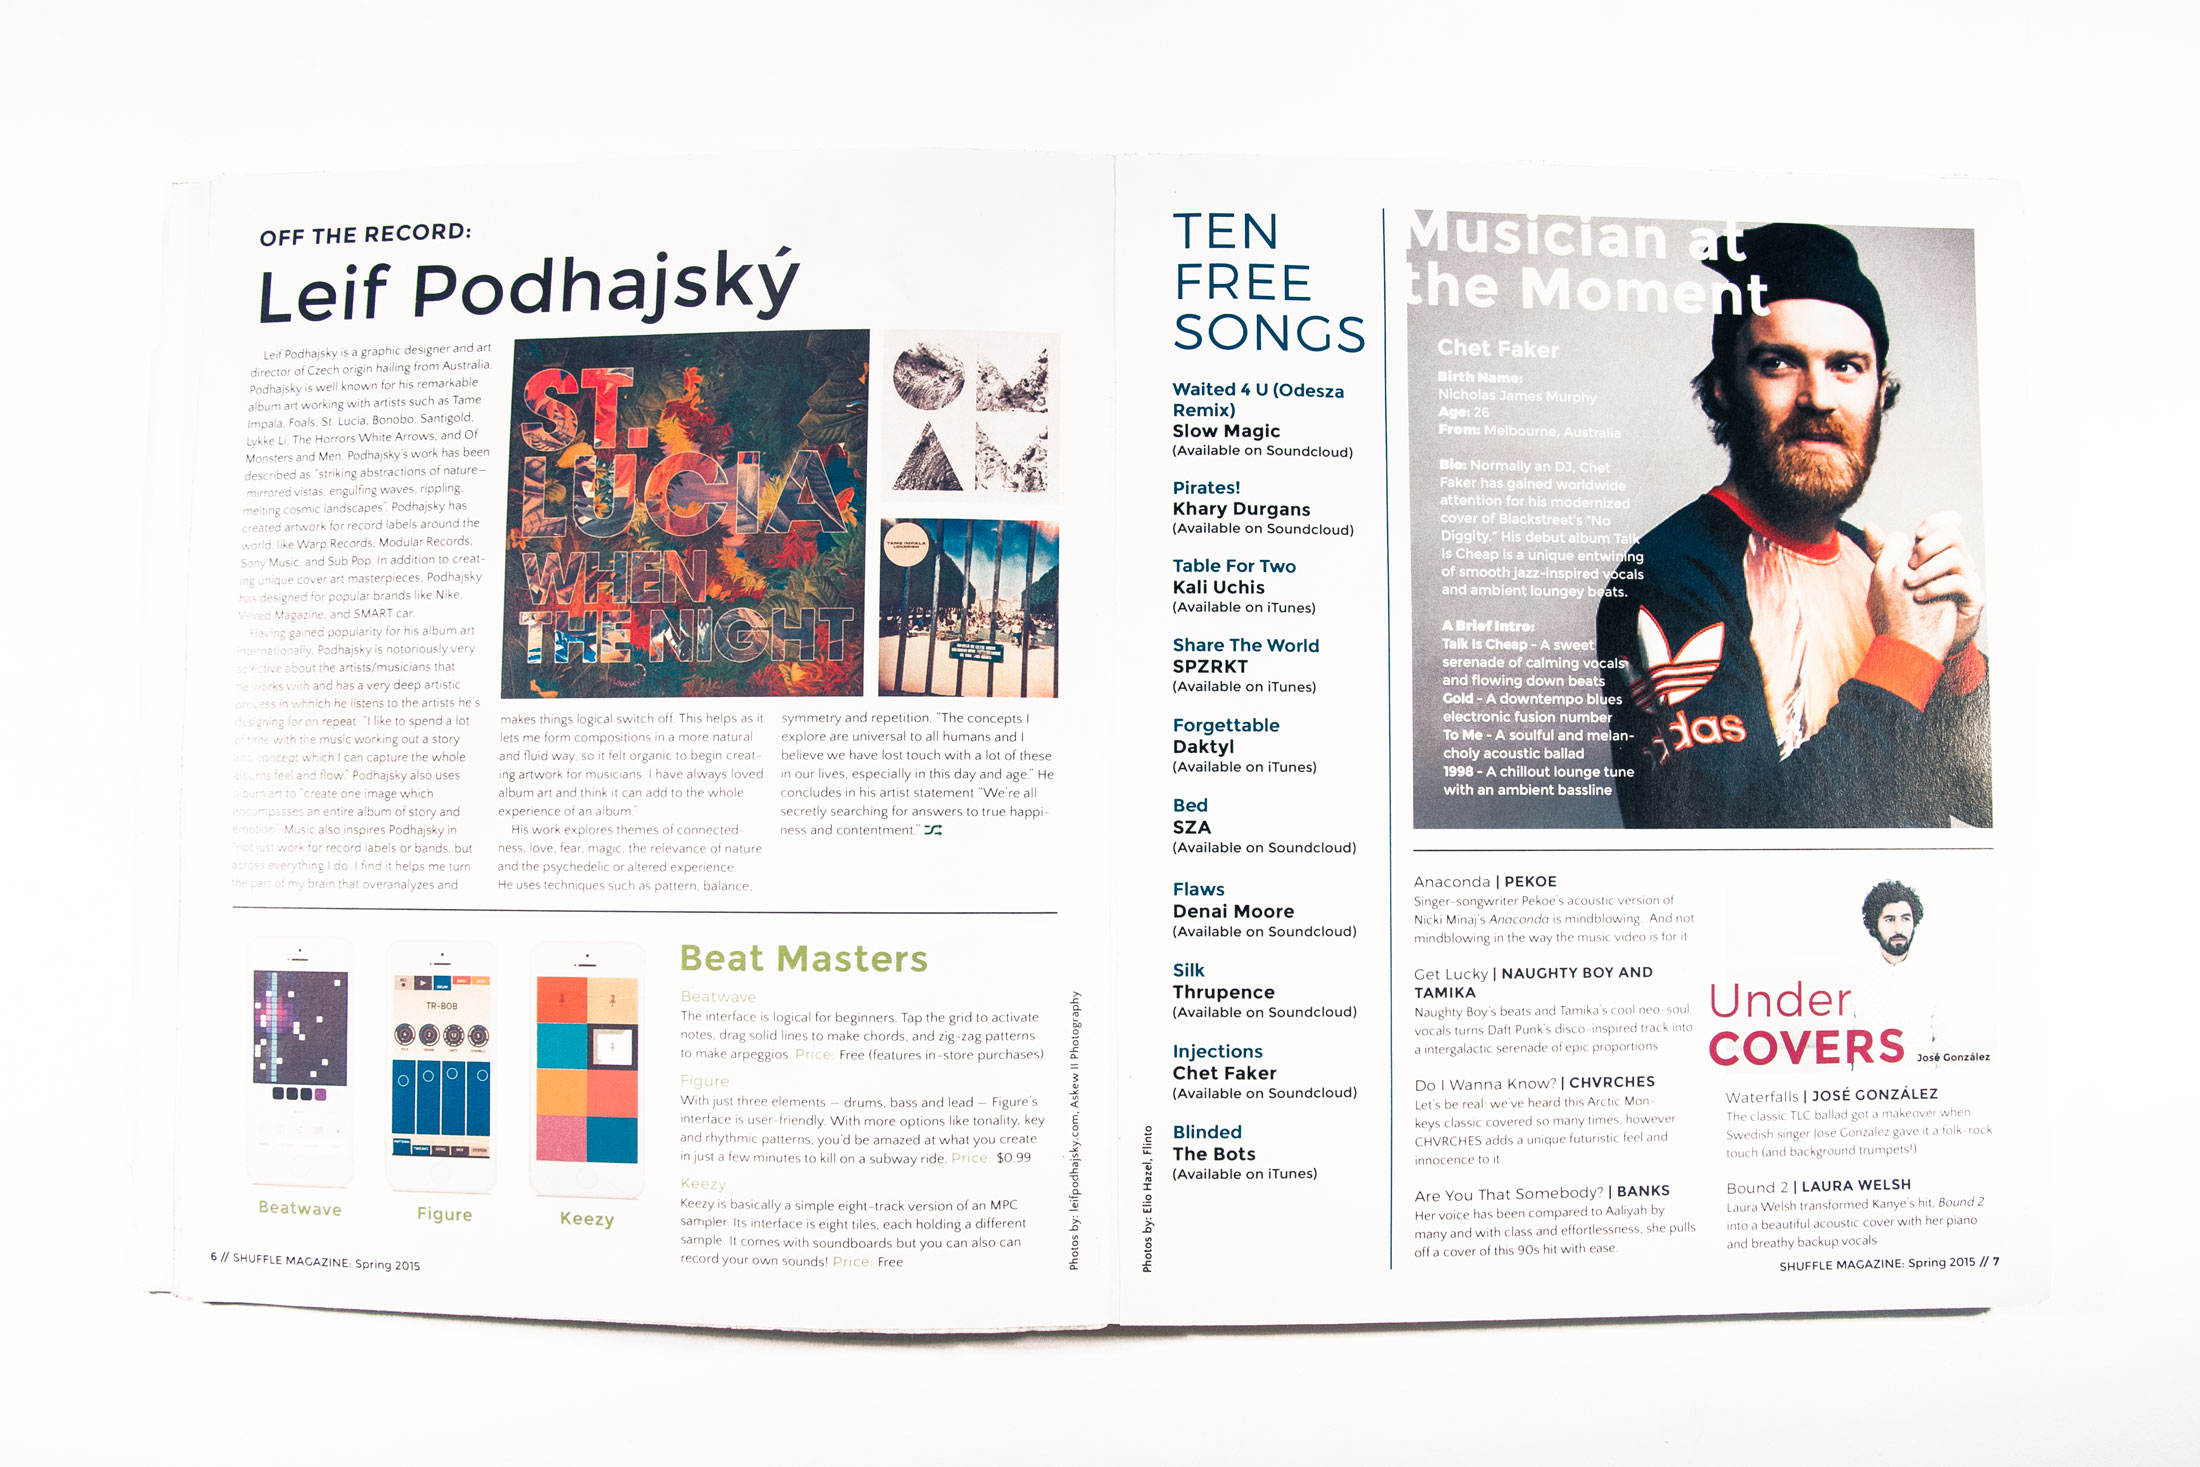 OFF THE RECORD:
Leif Podhajský
Leif Podhajsky is a graphic designer and art
director of Czech origin hailing from Australia.
Podhajsky is well known for his remarkable
album art working with artists such as Tame
Impala, Foals, St. Lucia, Bonobo, Santigold,
Lykke Li, The Horrors White Arrows, and Of
Monsters and Men. Podhajsky's work has been
described as "striking abstractions of nature—
mirrored vistas, engulfing waves, rippling,
melting cosmic landscapes". Podhajsky has
created artwork for record labels around the
world, like Warp Records, Modular Records,
Sony Music, and Sub Pop. In addition to creat-
ing unique cover art masterpieces, Podhajsky
has designed for popular brands like Nike,
Wired Magazine, and SMART car.
Having gained popularity for his album art
internationally, Podhajsky is notoriously very
selective about the artists/musicians that
he works with and has a very deep artistic
process in whhich he listens to the artists he's
designing for on repeat. "I like to spend a lot
of time with the music working out a story
and concept which I can capture the whole
albums feel and flow." Podhajsky also uses
album art to "create one image which
encompasses an entire album of story and
emotion". Music also inspires Podhajsky in
"not just work for record labels or bands, but
across everything I do. I find it helps me turn
the part of my brain that overanalyzes and
ST.
LUCIA
WHEN
THE NIGHT
OM
AM
TAME IMPALA
LONERISM
makes things logical switch off. This helps as it
lets me form compositions in a more natural
and fluid way, so it felt organic to begin creat-
ing artwork for musicians. I have always loved
album art and think it can add to the whole
experience of an album."
His work explores themes of connected-
ness, love, fear, magic, the relevance of nature
and the psychedelic or altered experience.
He uses techniques such as pattern, balance,
symmetry and repetition. "The concepts I
explore are universal to all humans and I
believe we have lost touch with a lot of these
in our lives, especially in this day and age." He
concludes in his artist statement "We're all
secretly searching for answers to true happi-
ness and contentment."
TR-BOB
Beatwave
Figure
Keezy
Beat Masters
Beatwave
The interface is logical for beginners. Tap the grid to activate
notes, drag solid lines to make chords, and zig-zag patterns
to make arpeggios. Price: Free (features in-store purchases)
Figure
With just three elements — drums, bass and lead — Figure's
interface is user-friendly. With more options like tonality, key
and rhythmic patterns, you'd be amazed at what you create
in just a few minutes to kill on a subway ride. Price: $0.99
Keezy
Keezy is basically a simple eight-track version of an MPC
sampler. Its interface is eight tiles, each holding a different
sample. It comes with soundboards but you can also can
record your own sounds! Price: Free
Photos by: leifpodhajsky.com, Askew II Photography
6 // SHUFFLE MAGAZINE: Spring 2015
TEN
FREE
SONGS
Waited 4 U (Odesza
Remix)
Slow Magic
(Available on Soundcloud)
Pirates!
Khary Durgans
(Available on Soundcloud)
Table For Two
Kali Uchis
(Available on iTunes)
Share The World
SPZRKT
(Available on iTunes)
Forgettable
Daktyl
(Available on iTunes)
Bed
SZA
(Available on Soundcloud)
Flaws
Denai Moore
(Available on Soundcloud)
Silk
Thrupence
(Available on Soundcloud)
Injections
Chet Faker
(Available on Soundcloud)
Blinded
The Bots
(Available on iTunes)
Photos by: Elio Hazel, Flinto
Musician at
the Moment
Chet Faker
Birth Name:
Nicholas James Murphy
Age: 26
From: Melbourne, Australia
Bio: Normally an DJ, Chet
Faker has gained worldwide
attention for his modernized
cover of Blackstreet's "No
Diggity." His debut album Talk
Is Cheap is a unique entwining
of smooth jazz-inspired vocals
and ambient loungey beats.
A Brief Intro:
Talk Is Cheap - A sweet
serenade of calming vocals
and flowing down beats
Gold - A downtempo blues
electronic fusion number
To Me - A soulful and melan-
choly acoustic ballad
1998 - A chillout lounge tune
with an ambient bassline
das
Anaconda | PEKOE
Singer-songwriter Pekoe's acoustic version of
Nicki Minaj's Anaconda is mindblowing. And not
mindblowing in the way the music video is for it
Get Lucky | NAUGHTY BOY AND
TAMIKA
Naughty Boy's beats and Tamika's cool neo-soul
vocals turns Daft Punk's disco-inspired track into
a intergalactic serenade of epic proportions
Do I Wanna Know? | CHVRCHES
Let's be real: we've heard this Arctic Mon-
keys classic covered so many times, however
CHVRCHES adds a unique futuristic feel and
innocence to it.
Are You That Somebody? | BANKS
Her voice has been compared to Aaliyah by
many and with class and effortlessness, she pulls
off a cover of this 90s hit with ease.
Under
COVERS
José González
Waterfalls | JOSÉ GONZÁLEZ
The classic TLC ballad got a makeover when
Swedish singer Jose Gonzalez gave it a folk-rock
touch (and background trumpets!)
Bound 2 | LAURA WELSH
Laura Welsh transformed Kanye's hit, Bound 2
into a beautiful acoustic cover with her piano
and breathy backup vocals
SHUFFLE MAGAZINE: Spring 2015 // 7